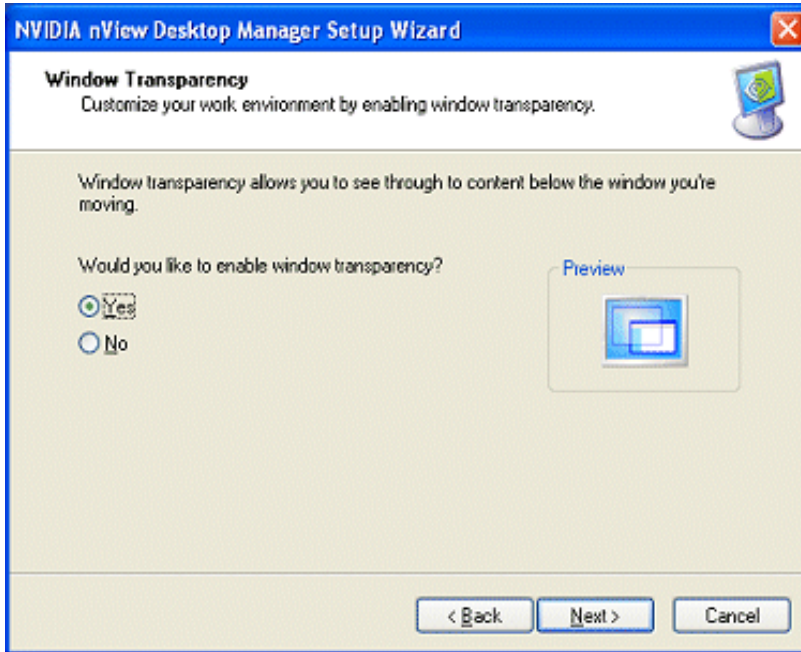 NVIDIA nView Desktop Manager Setup Wizard
Window Transparency
Customize your work environment by enabling window transparency.
Window transparency allows you to see through to content below the window you're
moving.
Would you like to enable window transparency?
Preview
Yes
No
< Back
Next >
Cancel